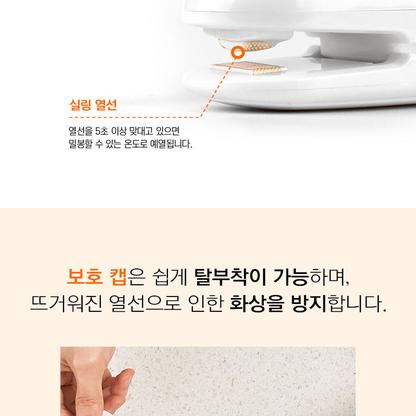 실링 열선
열선을 5초 이상 맞대고 있으면
밀봉할 수 있는 온도로 예열됩니다.
보호 캡은 쉽게 탈부착이 가능하며,
뜨거워진 열선으로 인한 화상을 방지합니다.